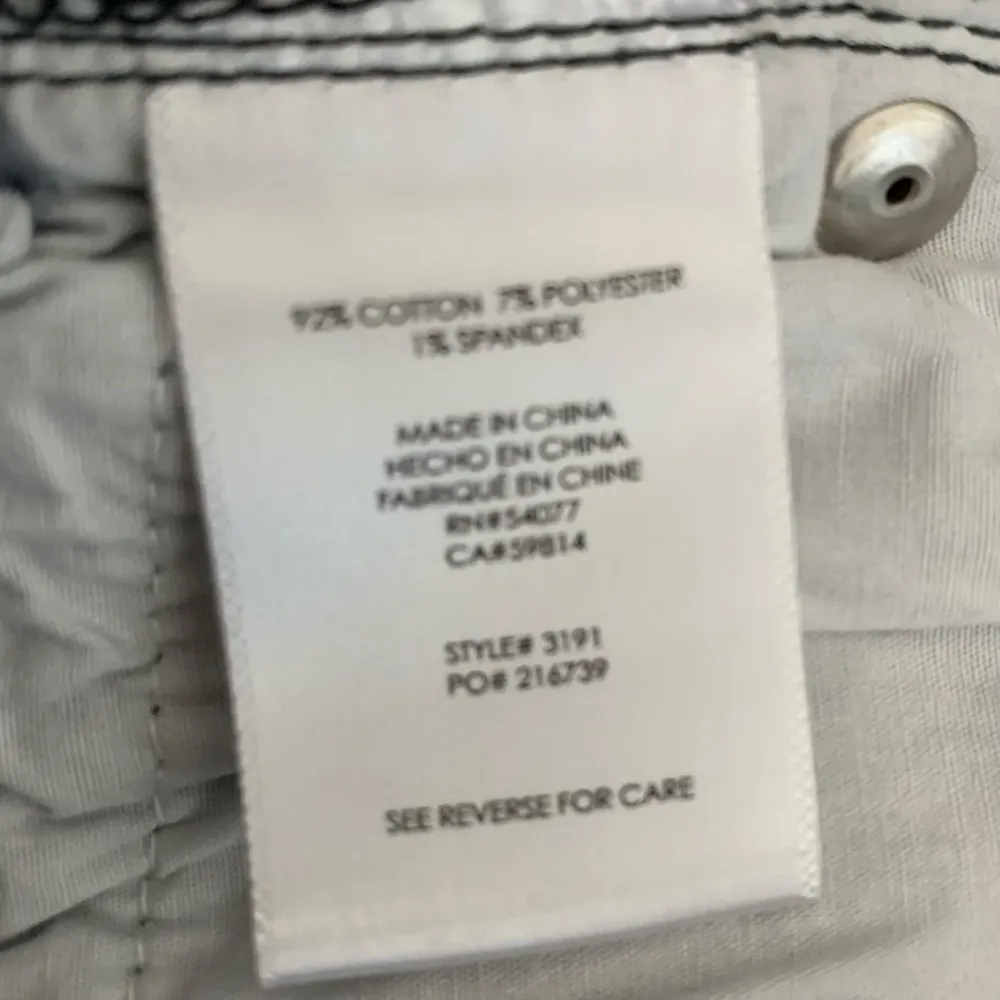 92% COTTON 7% POLYESTER
1% SPANDEX
MADE IN CHINA
HECHO EN CHINA
FABRIQUÉ EN CHINE
RN#54077
CA#59814
STYLE# 3191
PO# 216739
SEE REVERSE FOR CARE